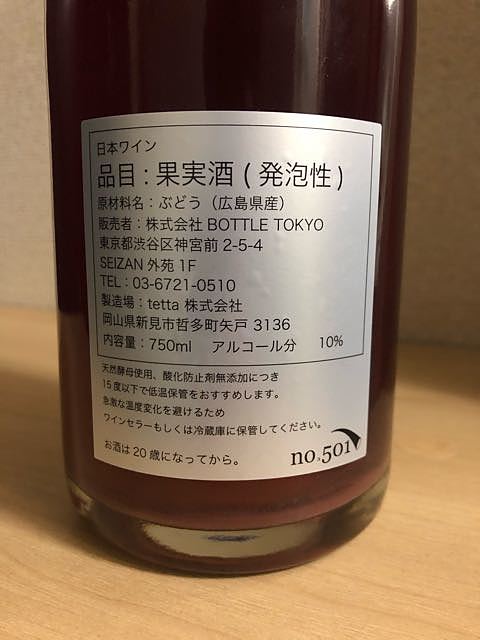 日本ワイン
品目：果実酒(発泡性)
原材料名：ぶどう（広島県産）
販売者：株式会社 BOTTLE TOKYO
東京都渋谷区神宮前 2-5-4
SEIZAN 外苑 1F
TEL：03-6721-0510
製造場：tetta 株式会社
岡山県新見市哲多町矢戸 3136
内容量：750ml　アルコール分　10%
天然酵母使用、酸化防止剤無添加につき
15度以下で低温保管をおすすめします。
急激な温度変化を避けるため
ワインセラーもしくは冷蔵庫に保管してください。
お酒は20歳になってから。
no.501